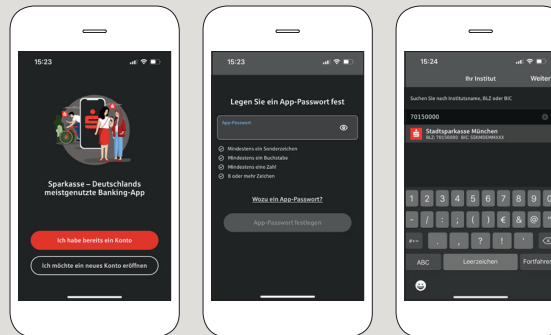 15:23
Sparkasse – Deutschlands
meistgenutzte Banking-App
Ich habe bereits ein Konto
Ich möchte ein neues Konto eröffnen
15:23
Legen Sie ein App-Passwort fest
App-Passwort
Mindestens ein Sonderzeichen
Mindestens ein Buchstabe
Mindestens eine Zahl
8 oder mehr Zeichen
Wozu ein App-Passwort?
App-Passwort festlegen
15:24
Ihr Institut Weiter
Suchen Sie nach Institutsname, BLZ oder BIC
70150000
Stadtsparkasse München
BLZ: 70150000 BIC: SSKMDEMMXXX
1 2 3 4 5 6 7 8 9 0
- / : ; ( ) € & @ "
#+= . , ? ! '
ABC Leerzeichen Fortfahren